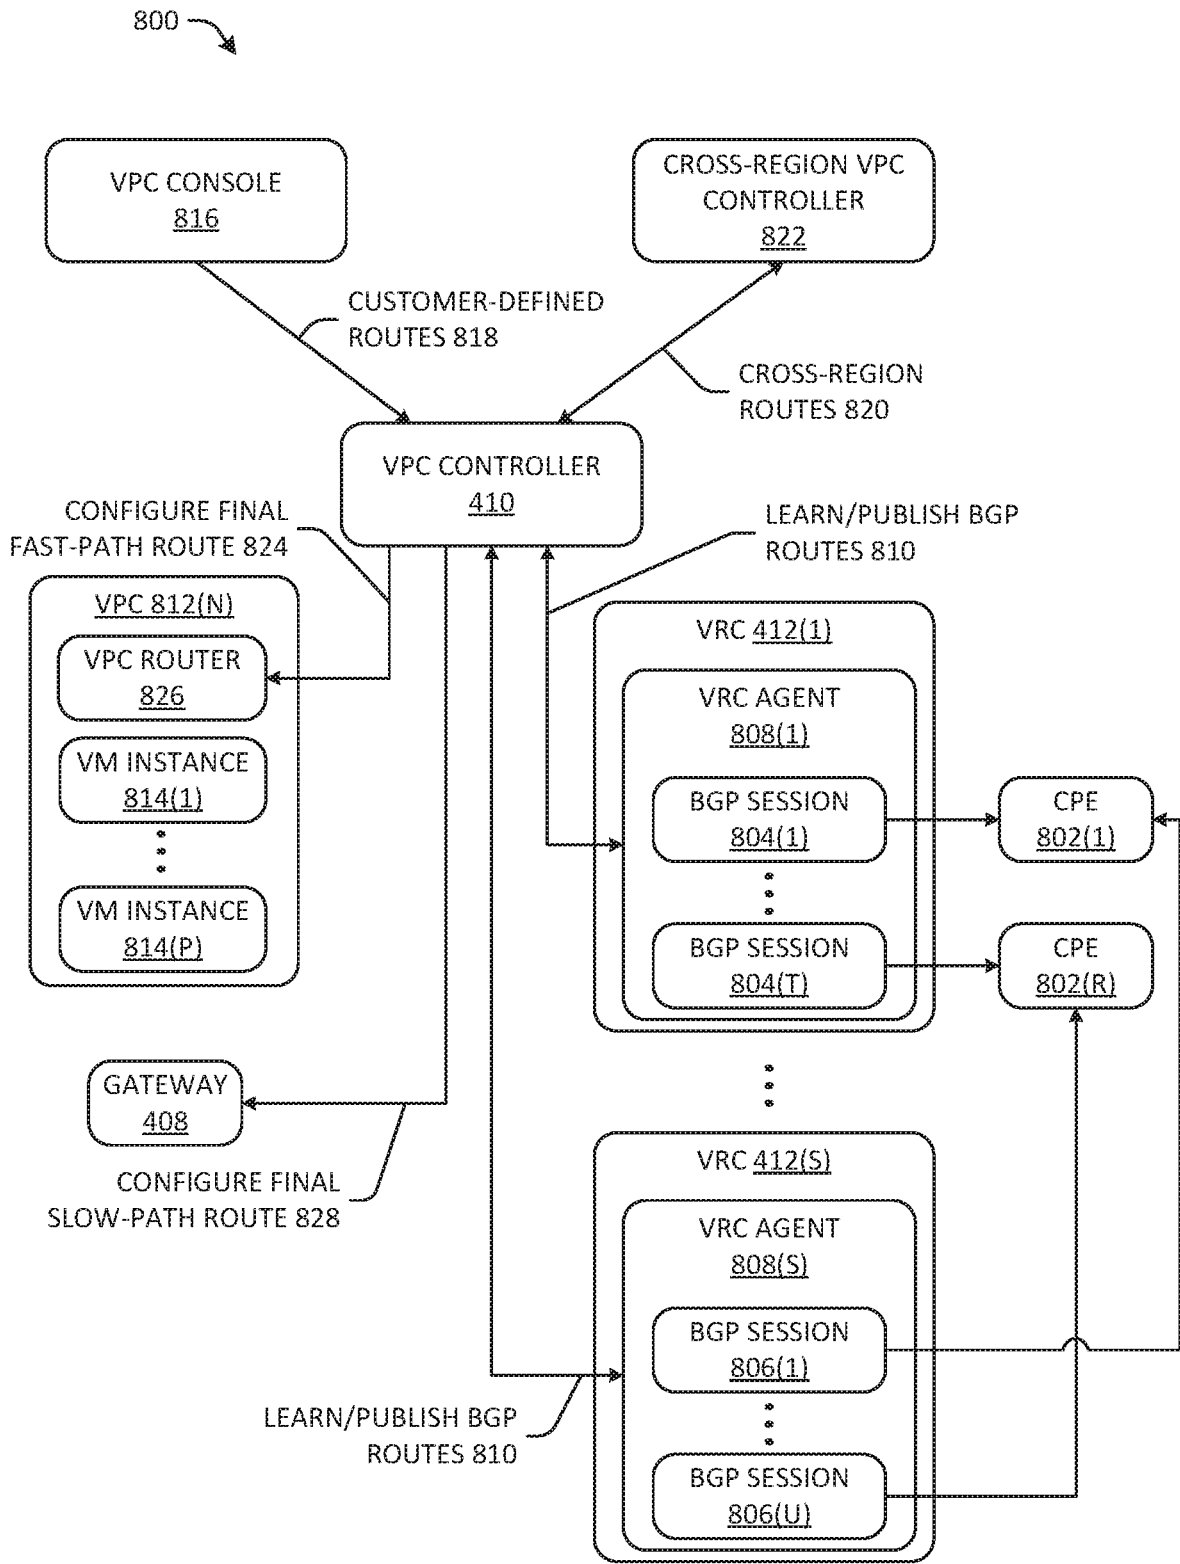 800
VPC CONSOLE
816
CROSS-REGION VPC
CONTROLLER
822
CUSTOMER-DEFINED
ROUTES 818
CROSS-REGION
ROUTES 820
VPC CONTROLLER
410
CONFIGURE FINAL
FAST-PATH ROUTE 824
LEARN/PUBLISH BGP
ROUTES 810
VPC 812(N)
VPC ROUTER
826
VM INSTANCE
814(1)
VM INSTANCE
814(P)
VRC 412(1)
VRC AGENT
808(1)
BGP SESSION
804(1)
BGP SESSION
804(T)
CPE
802(1)
CPE
802(R)
GATEWAY
408
CONFIGURE FINAL
SLOW-PATH ROUTE 828
VRC 412(S)
VRC AGENT
808(S)
BGP SESSION
806(1)
BGP SESSION
806(U)
LEARN/PUBLISH BGP
ROUTES 810